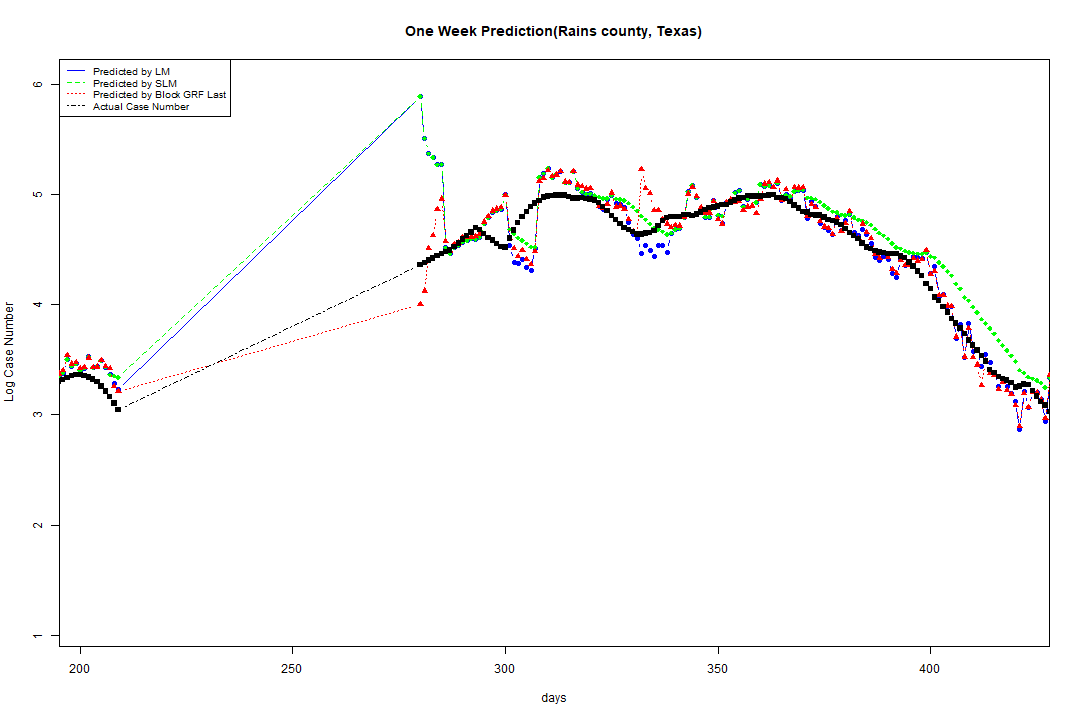 One Week Prediction(Rains county, Texas)
Predicted by LM
Predicted by SLM
Predicted by Block GRF Last
Actual Case Number
6
5
4
3
2
1
Log Case Number
200 250 300 350 400
days